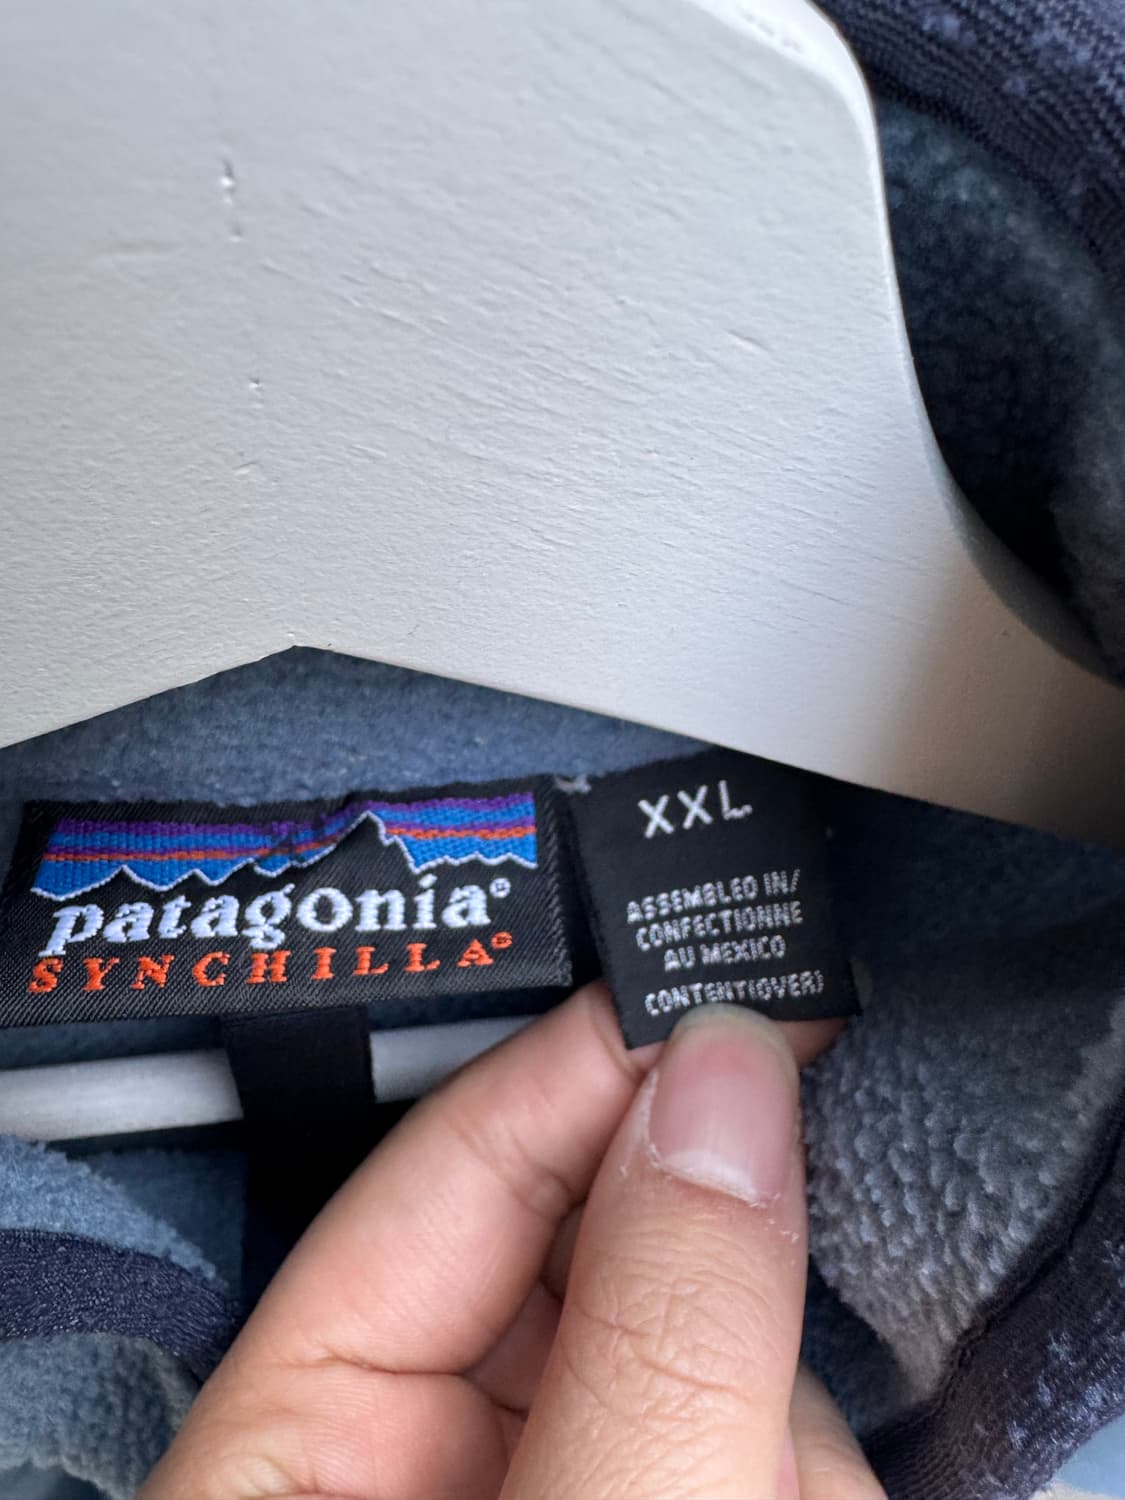 patagonia®
SYNCHILLA®
XXL
ASSEMBLED IN/
CONFECTIONNE
AU MEXICO
CONTENT(OVER)